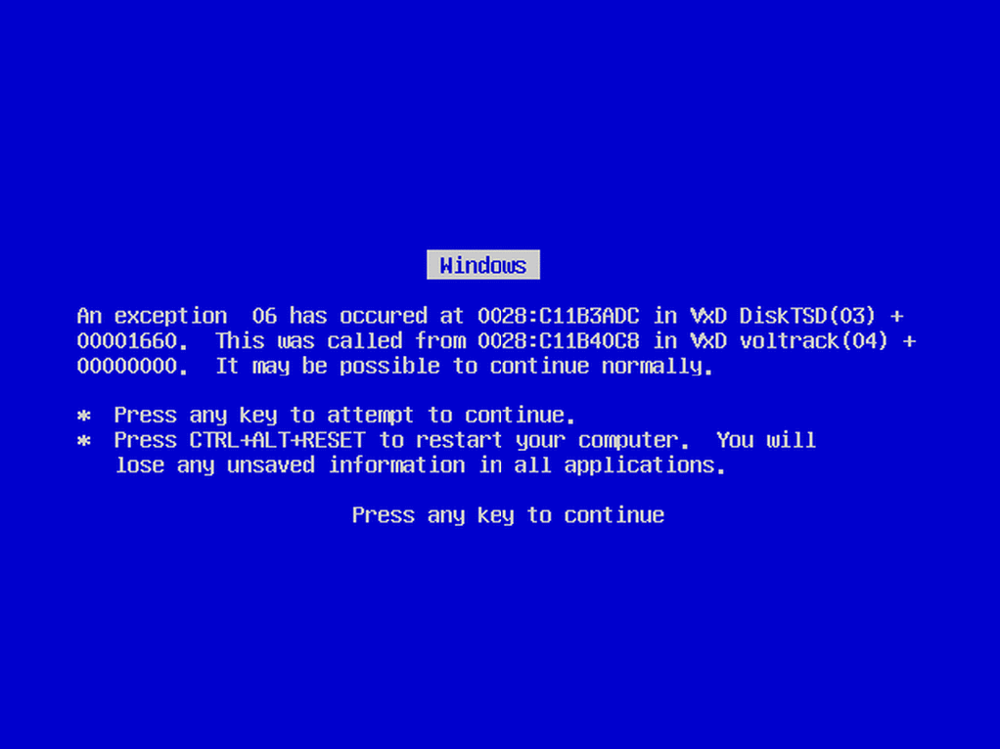 Windows
An exception  06 has occured at 0028:C11B3ADC in VxD DiskTSD(03) +
00001660.  This was called from 0028:C11B40C8 in VxD voltrack(04) +
00000000.  It may be possible to continue normally.
*  Press any key to attempt to continue.
*  Press CTRL+ALT+RESET to restart your computer.  You will
lose any unsaved information in all applications.
Press any key to continue